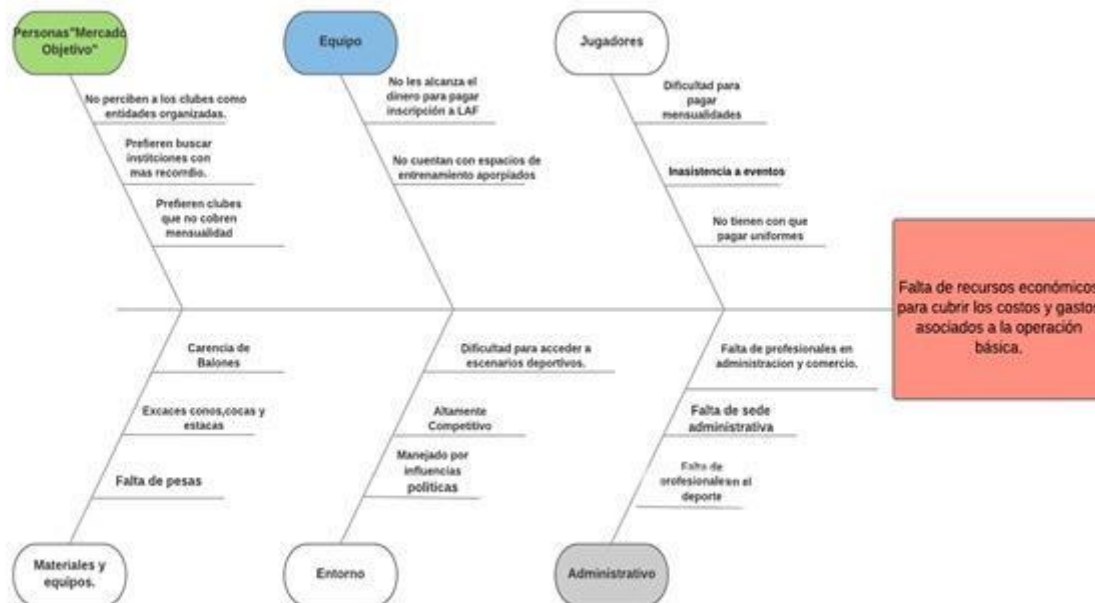 Personas"Mercado
Objetivo"
Equipo
Jugadores
No perciben a los clubes como
entidades organizadas.
Prefieren buscar
institciones con
mas recorrdio.
Prefieren clubes
que no cobren
mensualidad
No les alcanza el
dinero para pagar
inscripción a LAF
No cuentan con espacios de
entrenamiento aporpiados
Dificultad para
pagar
mensualidades
Inasistencia a eventos
No tienen con que
pagar uniformes
Falta de recursos económicos
para cubrir los costos y gastos
asociados a la operación
básica.
Carencia de
Balones
Excaces conos,cocas y
estacas
Falta de pesas
Dificultad para acceder a
escenarios deportivos.
Altamente
Competitivo
Manejado por
influencias
politicas
Falta de profesionales en
administracion y comercio.
Falta de sede
administrativa
Falta de
profesionales en el
deporte
Materiales y
equipos.
Entorno
Administrativo